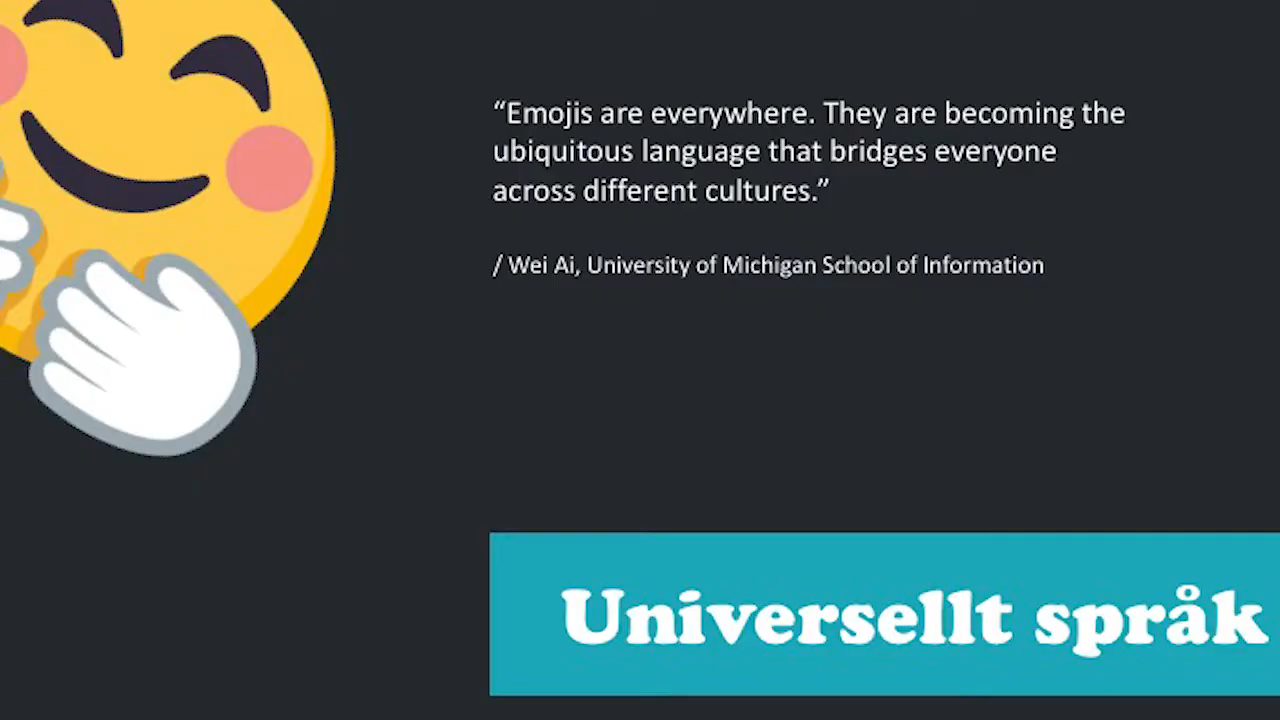 “Emojis are everywhere. They are becoming the
ubiquitous language that bridges everyone
across different cultures.”
/ Wei Ai, University of Michigan School of Information
Universellt språk